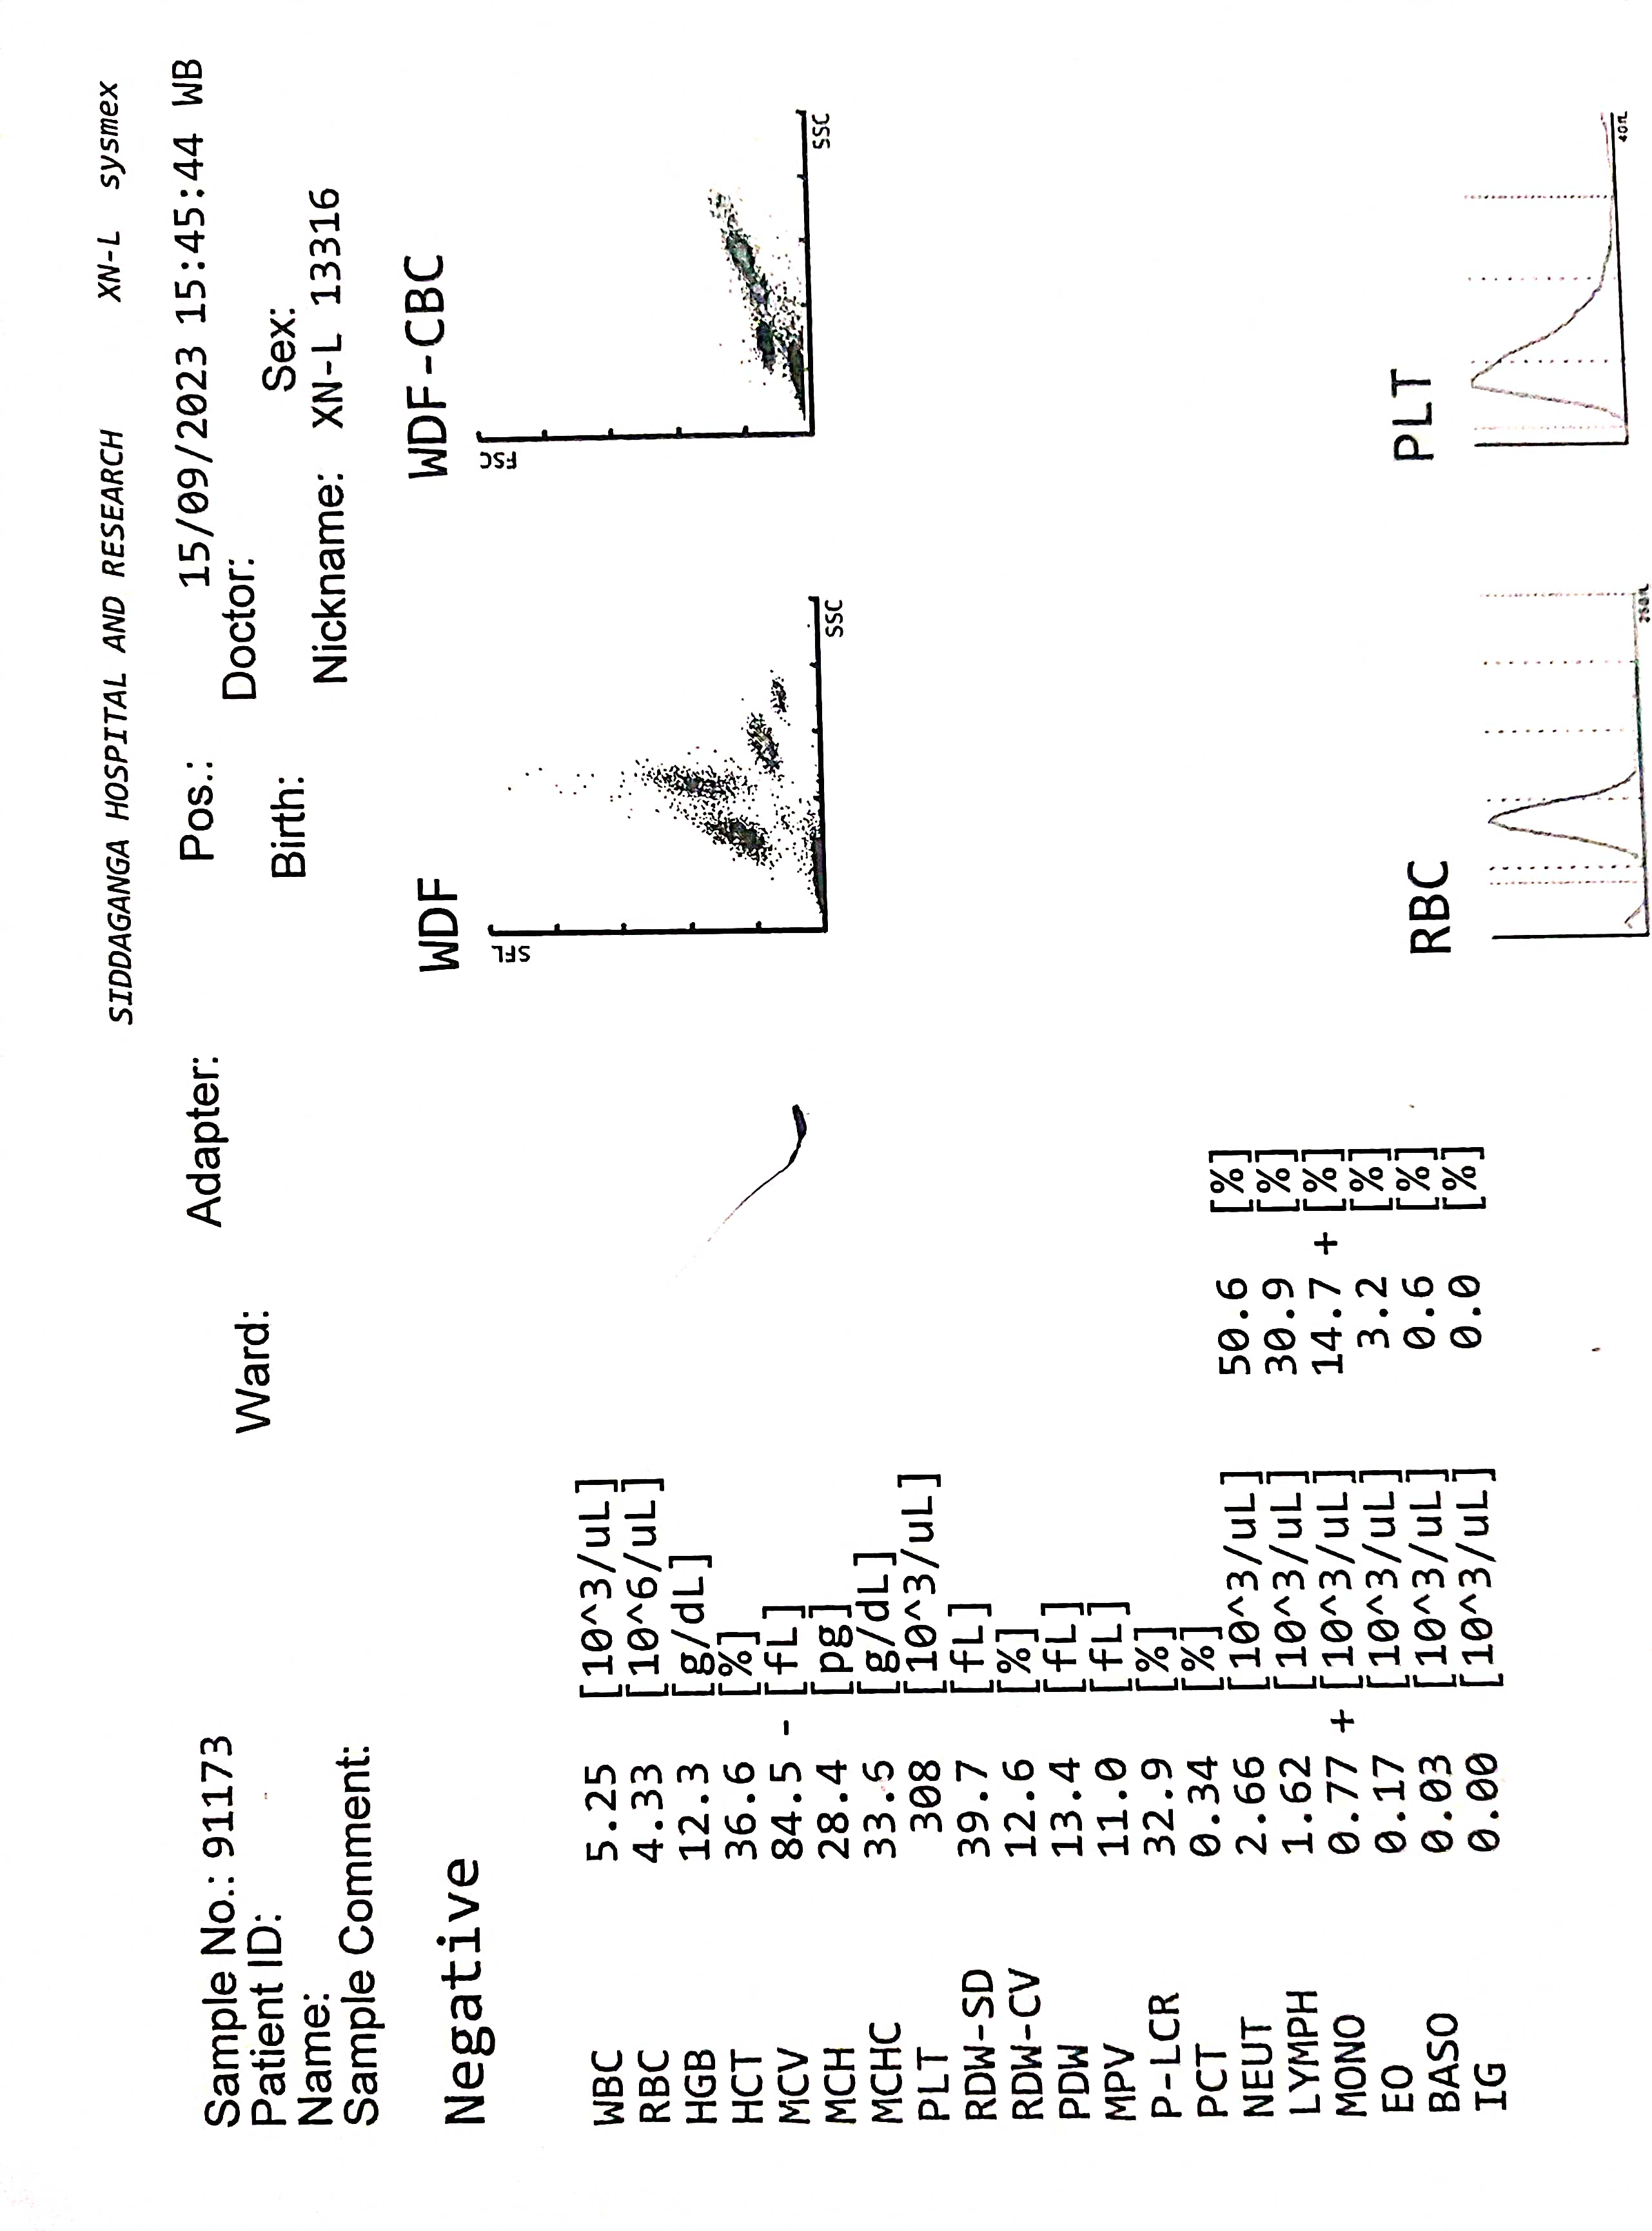 SIDDAGANGA HOSPITAL AND RESEARCH XN-L sysmex
Sample No.: 91173 Adapter: Pos.: 15/09/2023 15:45:44 WB
Patient ID: Ward: Doctor:
Name: Birth: Sex:
Sample Comment: Nickname: XN-L 13316
Negative
WDF WDF-CBC
SFL FSC
SSC SSC
WBC 5.25 [10^3/uL]
RBC 4.33 [10^6/uL]
HGB 12.3 [g/dL]
HCT 36.6 [%]
MCV 84.5 - [fL]
MCH 28.4 [pg]
MCHC 33.6 [g/dL]
PLT 308 [10^3/uL]
RDW-SD 39.7 [fL]
RDW-CV 12.6 [%]
PDW 13.4 [fL]
MPV 11.0 [fL]
P-LCR 32.9 [%]
PCT 0.34 [%]
NEUT 2.66 [10^3/uL] 50.6 [%]
LYMPH 1.62 [10^3/uL] 30.9 [%]
MONO 0.77 + [10^3/uL] 14.7 + [%]
EO 0.17 [10^3/uL] 3.2 [%]
BASO 0.03 [10^3/uL] 0.6 [%]
IG 0.00 [10^3/uL] 0.0 [%]
RBC PLT
250fL 40fL